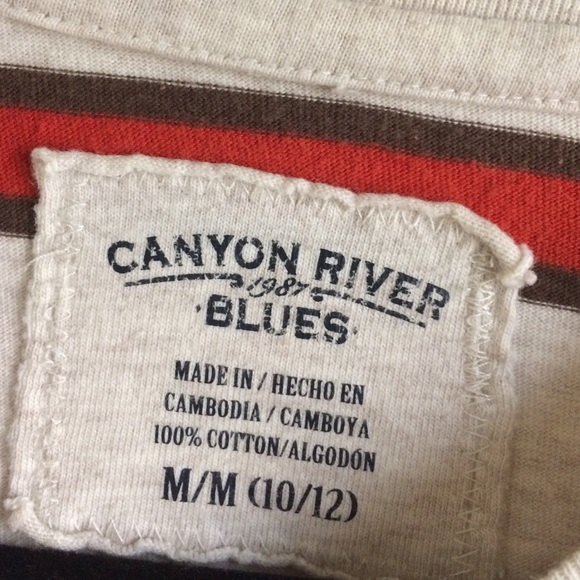 CANYON RIVER
1987
BLUES
MADE IN / HECHO EN
CAMBODIA / CAMBOYA
100% COTTON/ALGODÓN
M/M (10/12)